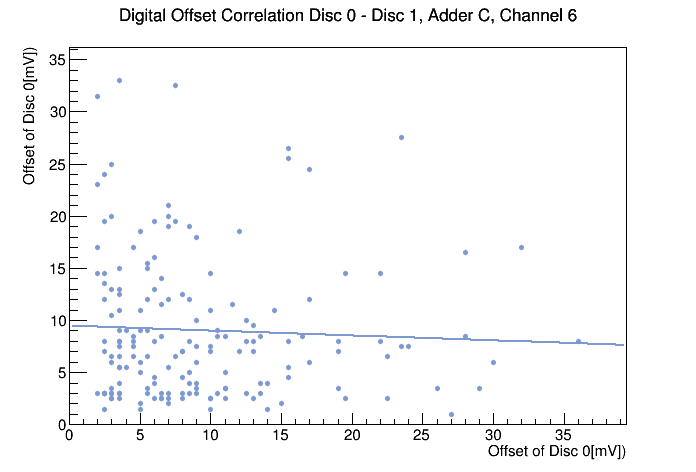 Digital Offset Correlation Disc 0 - Disc 1, Adder C, Channel 6
Offset of Disc 0[mV])
35
30
25
20
15
10
5
0
0 5 10 15 20 25 30 35
Offset of Disc 0[mV])